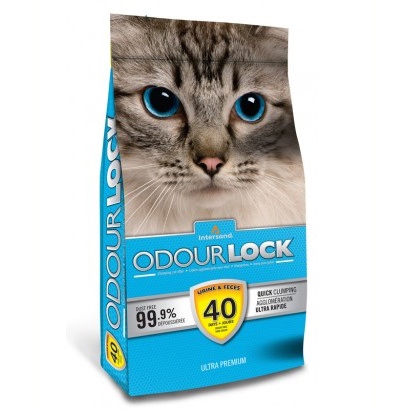 Intersand
ODOURLOCK
DUST FREE
99.9%
DÉPOUSSIÉRÉE
URINE & FECES
40
DAYS • JOURS
QUICK CLUMPING
AGGLOMÉRATION
ULTRA RAPIDE
ULTRA PREMIUM
ODOURLOCK
40